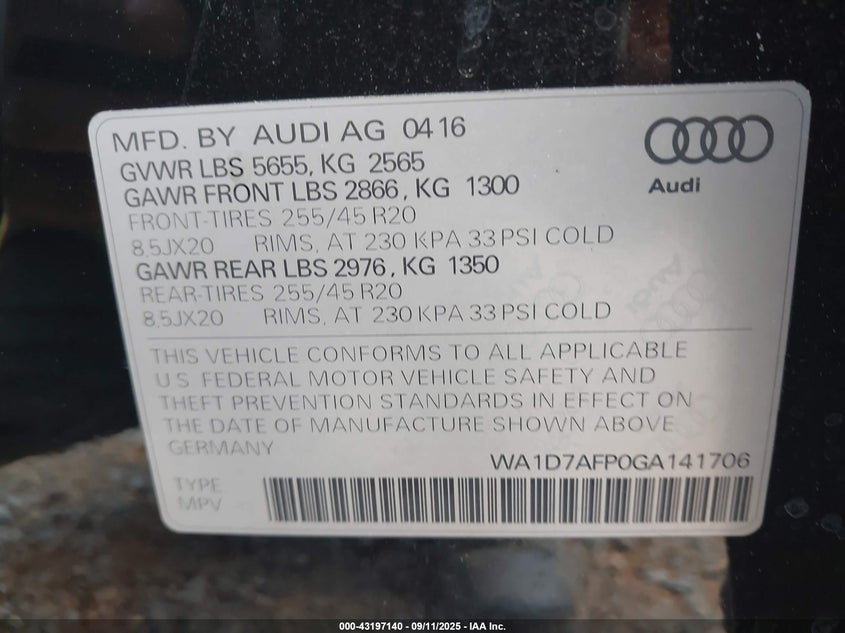 MFD. BY AUDI AG 04 16
GVWR LBS 5655, KG 2565
GAWR FRONT LBS 2866, KG 1300
FRONT-TIRES 255/45 R20
8,5JX20 RIMS, AT 230 KPA 33 PSI COLD
GAWR REAR LBS 2976, KG 1350
REAR-TIRES 255/45 R20
8,5JX20 RIMS, AT 230 KPA 33 PSI COLD
Audi
THIS VEHICLE CONFORMS TO ALL APPLICABLE
U.S. FEDERAL MOTOR VEHICLE SAFETY AND
THEFT PREVENTION STANDARDS IN EFFECT ON
THE DATE OF MANUFACTURE SHOWN ABOVE
GERMANY
WA1D7AFP0GA141706
TYPE
MPV
000-43197140 - 09/11/2025 - IAA Inc.